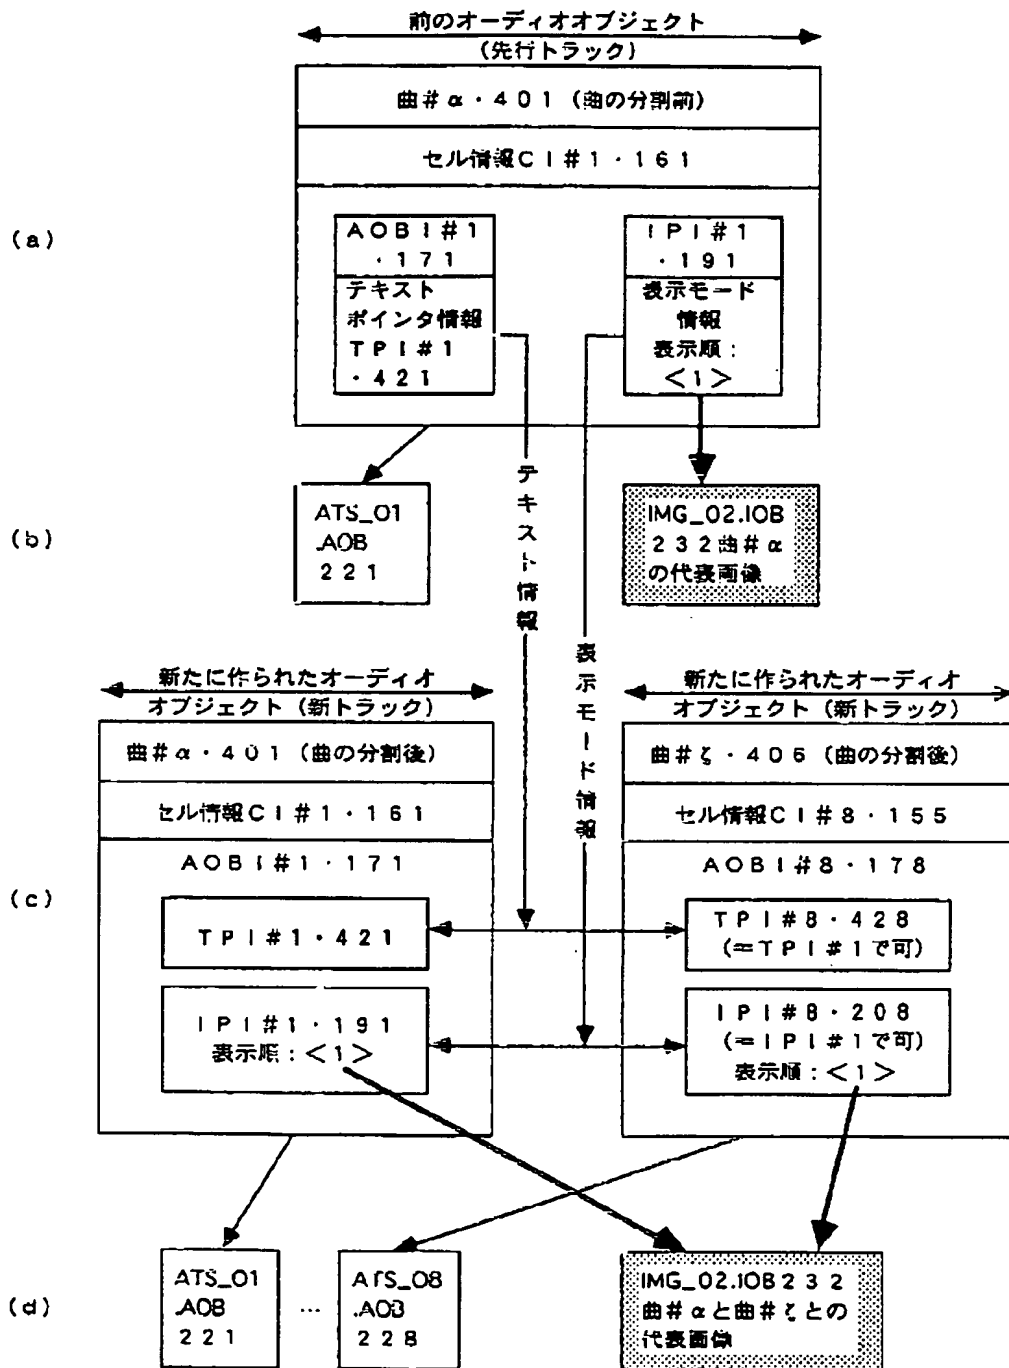 前のオーディオオブジェクト
(先行トラック)
曲#α・401 (曲の分割前)
セル情報CI#1・161
(a)
AOBI#1
・171
テキスト
ポインタ情報
TPI#1
・421
IPI#1
・191
表示モード
情報
表示順:
<1>
テキスト情報
表示モード情報
(b)
ATS_01
.AOB
221
IMG_02.IOB
232曲#α
の代表画像
新たに作られたオーディオ
オブジェクト (新トラック)
曲#α・401 (曲の分割後)
セル情報CI#1・161
AOBI#1・171
TPI#1・421
IPI#1・191
表示順:<1>
新たに作られたオーディオ
オブジェクト (新トラック)
曲#ζ・406 (曲の分割後)
セル情報CI#8・155
AOBI#8・178
TPI#8・428
(=TPI#1で可)
IPI#8・208
(=IPI#1で可)
表示順:<1>
(c)
(d)
ATS_01
.AOB
221
…
ATS_08
.AOB
228
IMG_02.IOB232
曲#αと曲#ζとの
代表画像